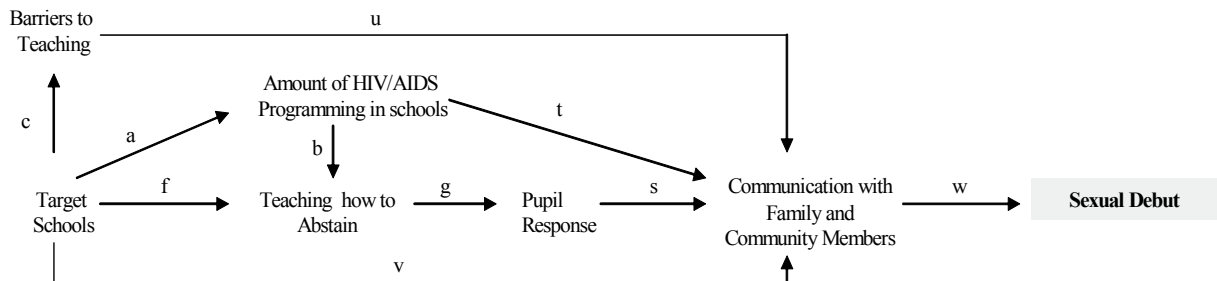 Barriers to
Teaching
u
Amount of HIV/AIDS
Programming in schools
c
a
t
b
Target
Schools
f
Teaching how to
Abstain
g
Pupil
Response
s
Communication with
Family and
Community Members
w
Sexual Debut
v